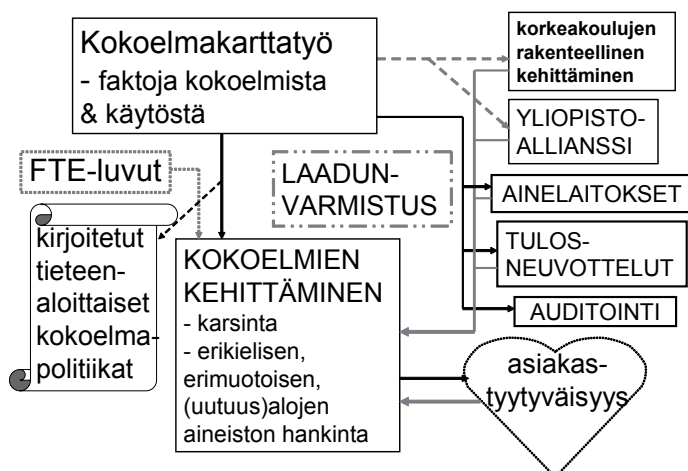 Kokoelmakarttatyö
- faktoja kokoelmista
& käytöstä
korkeakoulujen
rakenteellinen
kehittäminen
YLIOPISTO-
ALLIANSSI
FTE-luvut
LAADUN-
VARMISTUS
AINELAITOKSET
kirjoitetut
tieteen-
aloittaiset
kokoelma-
politiikat
KOKOELMIEN
KEHITTÄMINEN
- karsinta
- erikielisen,
erimuotoisen,
(uutuus)alojen
aineiston hankinta
TULOS-
NEUVOTTELUT
AUDITOINTI
asiakas-
tyytyväisyys